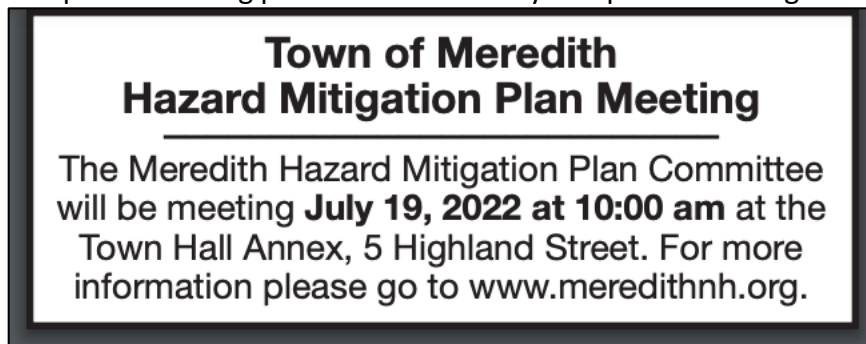 Town of Meredith
Hazard Mitigation Plan Meeting
The Meredith Hazard Mitigation Plan Committee
will be meeting July 19, 2022 at 10:00 am at the
Town Hall Annex, 5 Highland Street. For more
information please go to www.meredithnh.org.